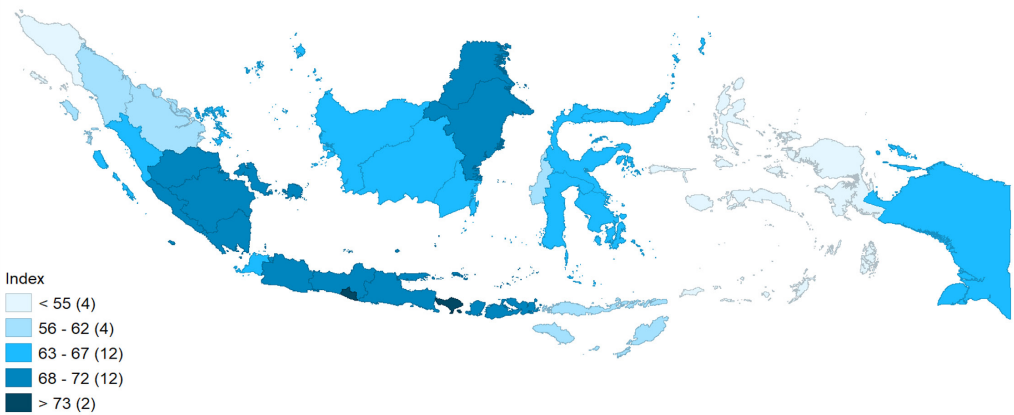 Index
< 55 (4)
56 - 62 (4)
63 - 67 (12)
68 - 72 (12)
> 73 (2)